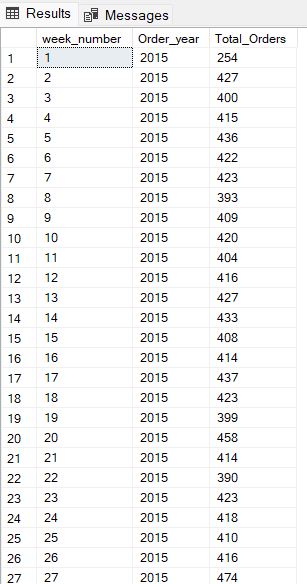 Results Messages
week_number Order_year Total_Orders
1 1 2015 254
2 2 2015 427
3 3 2015 400
4 4 2015 415
5 5 2015 436
6 6 2015 422
7 7 2015 423
8 8 2015 393
9 9 2015 409
10 10 2015 420
11 11 2015 404
12 12 2015 416
13 13 2015 427
14 14 2015 433
15 15 2015 408
16 16 2015 414
17 17 2015 437
18 18 2015 423
19 19 2015 399
20 20 2015 458
21 21 2015 414
22 22 2015 390
23 23 2015 423
24 24 2015 418
25 25 2015 410
26 26 2015 416
27 27 2015 474